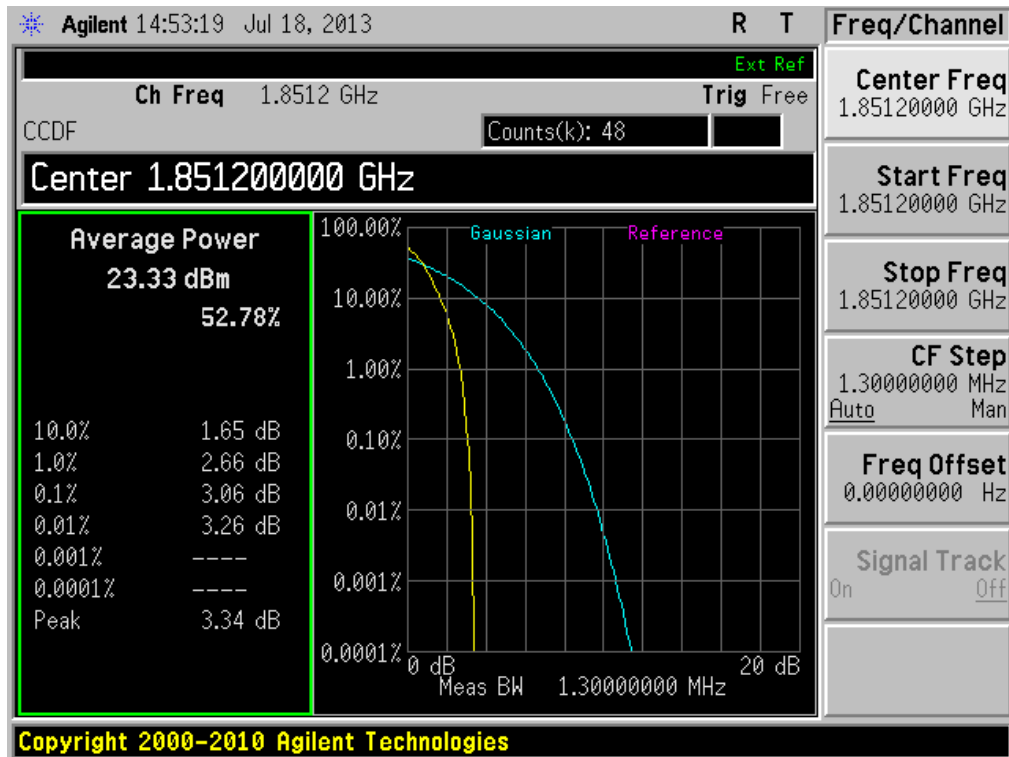 Agilent 14:53:19 Jul 18, 2013 R T
Freq/Channel
Ext Ref
Ch Freq 1.8512 GHz Trig Free
CCDF Counts(k): 48
Center 1.851200000 GHz
Average Power
23.33 dBm
52.78%
10.0% 1.65 dB
1.0% 2.66 dB
0.1% 3.06 dB
0.01% 3.26 dB
0.001% ----
0.0001% ----
Peak 3.34 dB
Gaussian Reference
100.00%
10.00%
1.00%
0.10%
0.01%
0.001%
0.0001%
0 dB 20 dB
Meas BW 1.30000000 MHz
Center Freq
1.85120000 GHz
Start Freq
1.85120000 GHz
Stop Freq
1.85120000 GHz
CF Step
1.30000000 MHz
Auto Man
Freq Offset
0.00000000 Hz
Signal Track
On Off
Copyright 2000-2010 Agilent Technologies